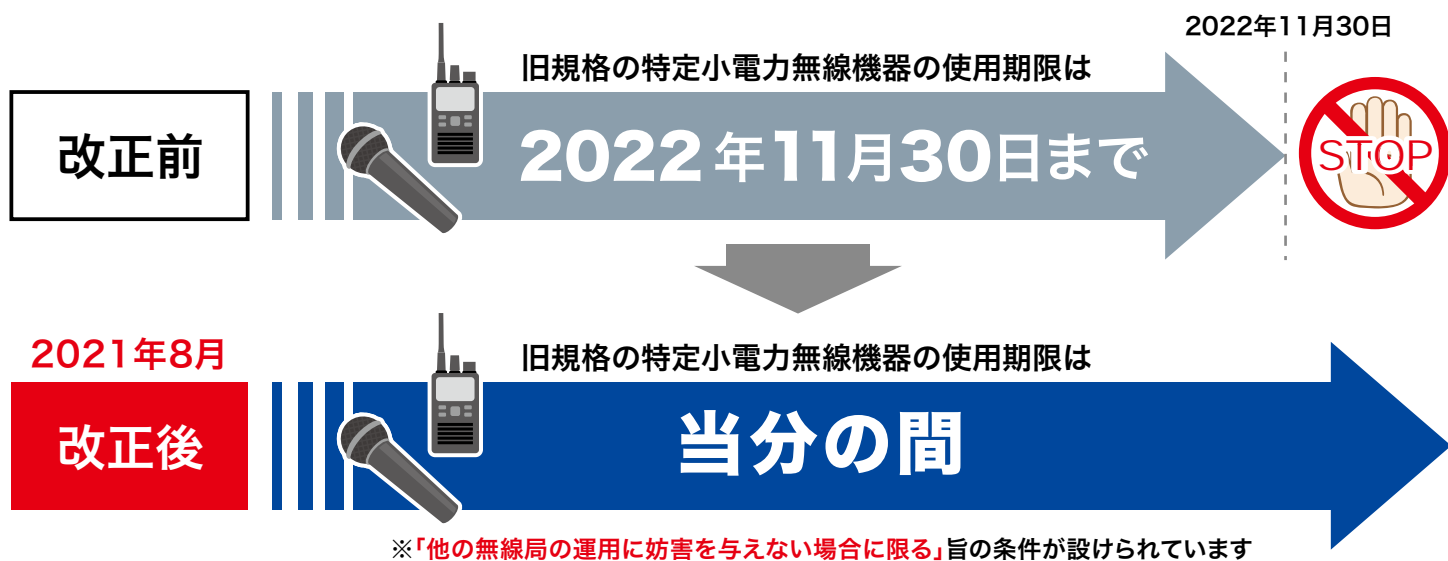 2022年11月30日
旧規格の特定小電力無線機器の使用期限は
改正前
2022年11月30日まで
STOP
2021年8月
旧規格の特定小電力無線機器の使用期限は
改正後
当分の間
※「他の無線局の運用に妨害を与えない場合に限る」旨の条件が設けられています